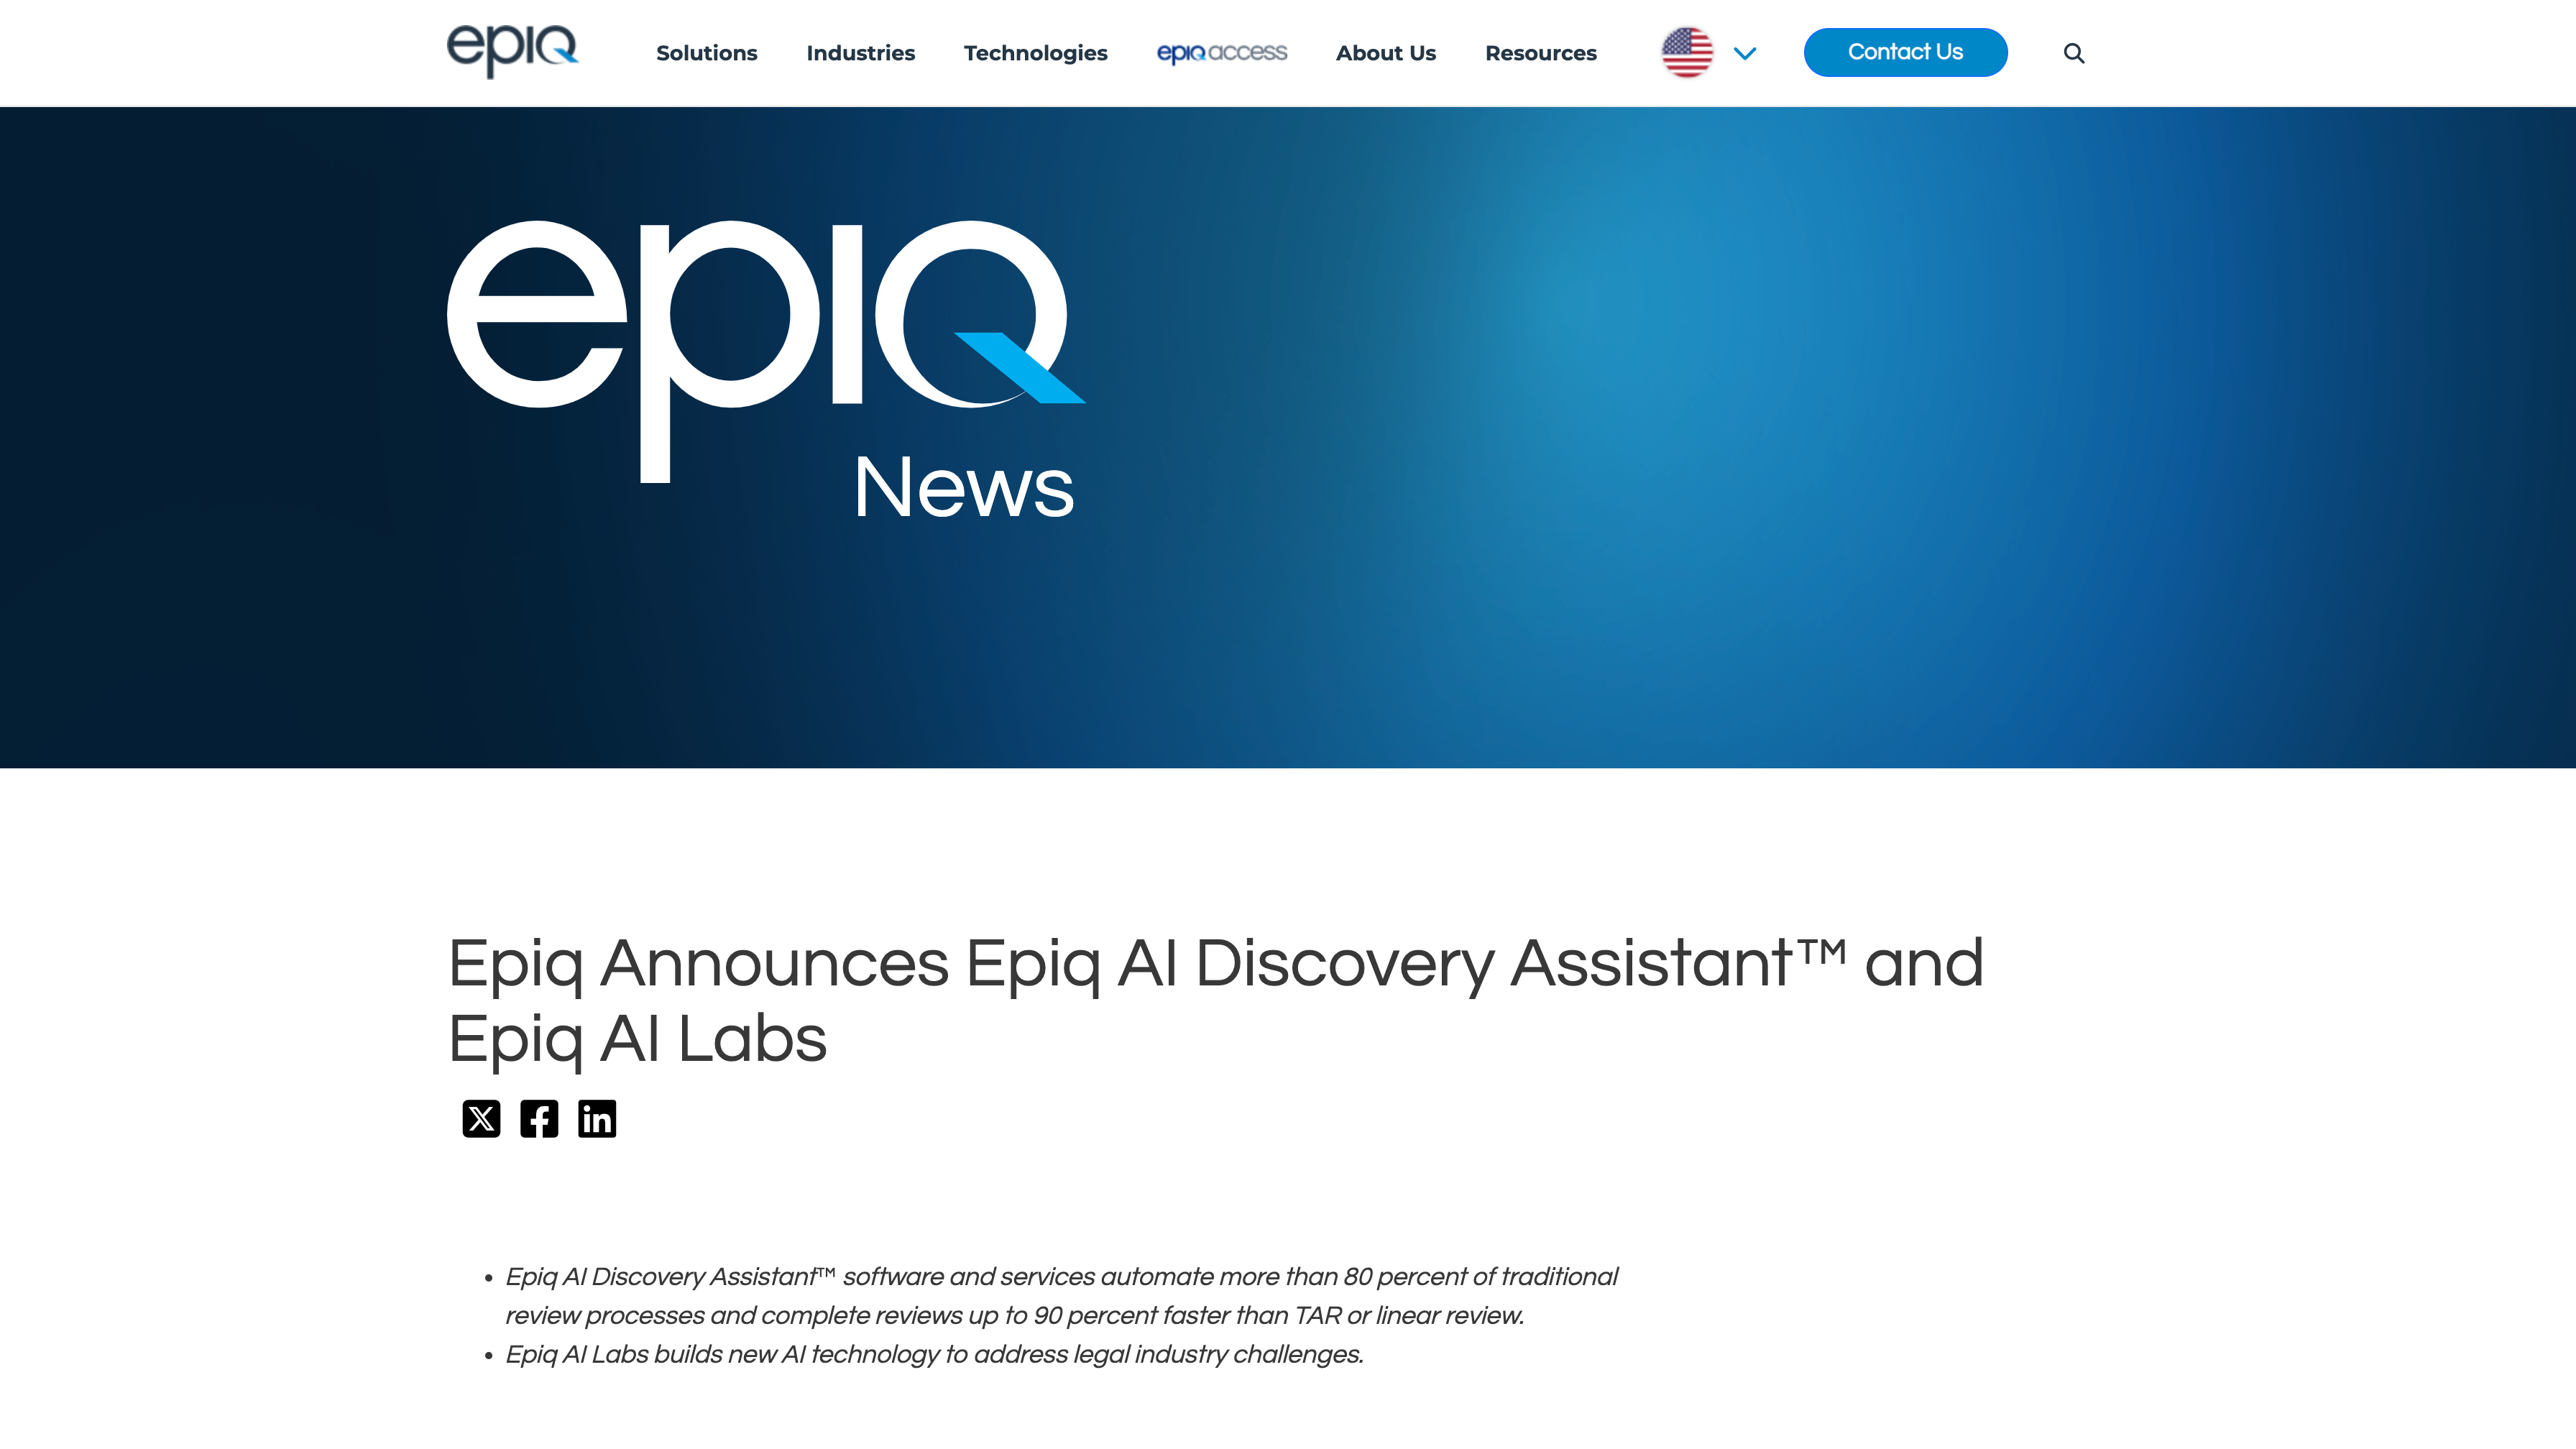 epiq Solutions Industries Technologies epiq access About Us Resources Contact Us
epiq
News
Epiq Announces Epiq AI Discovery Assistant™ and
Epiq AI Labs
• Epiq AI Discovery Assistant™ software and services automate more than 80 percent of traditional
review processes and complete reviews up to 90 percent faster than TAR or linear review.
• Epiq AI Labs builds new AI technology to address legal industry challenges.